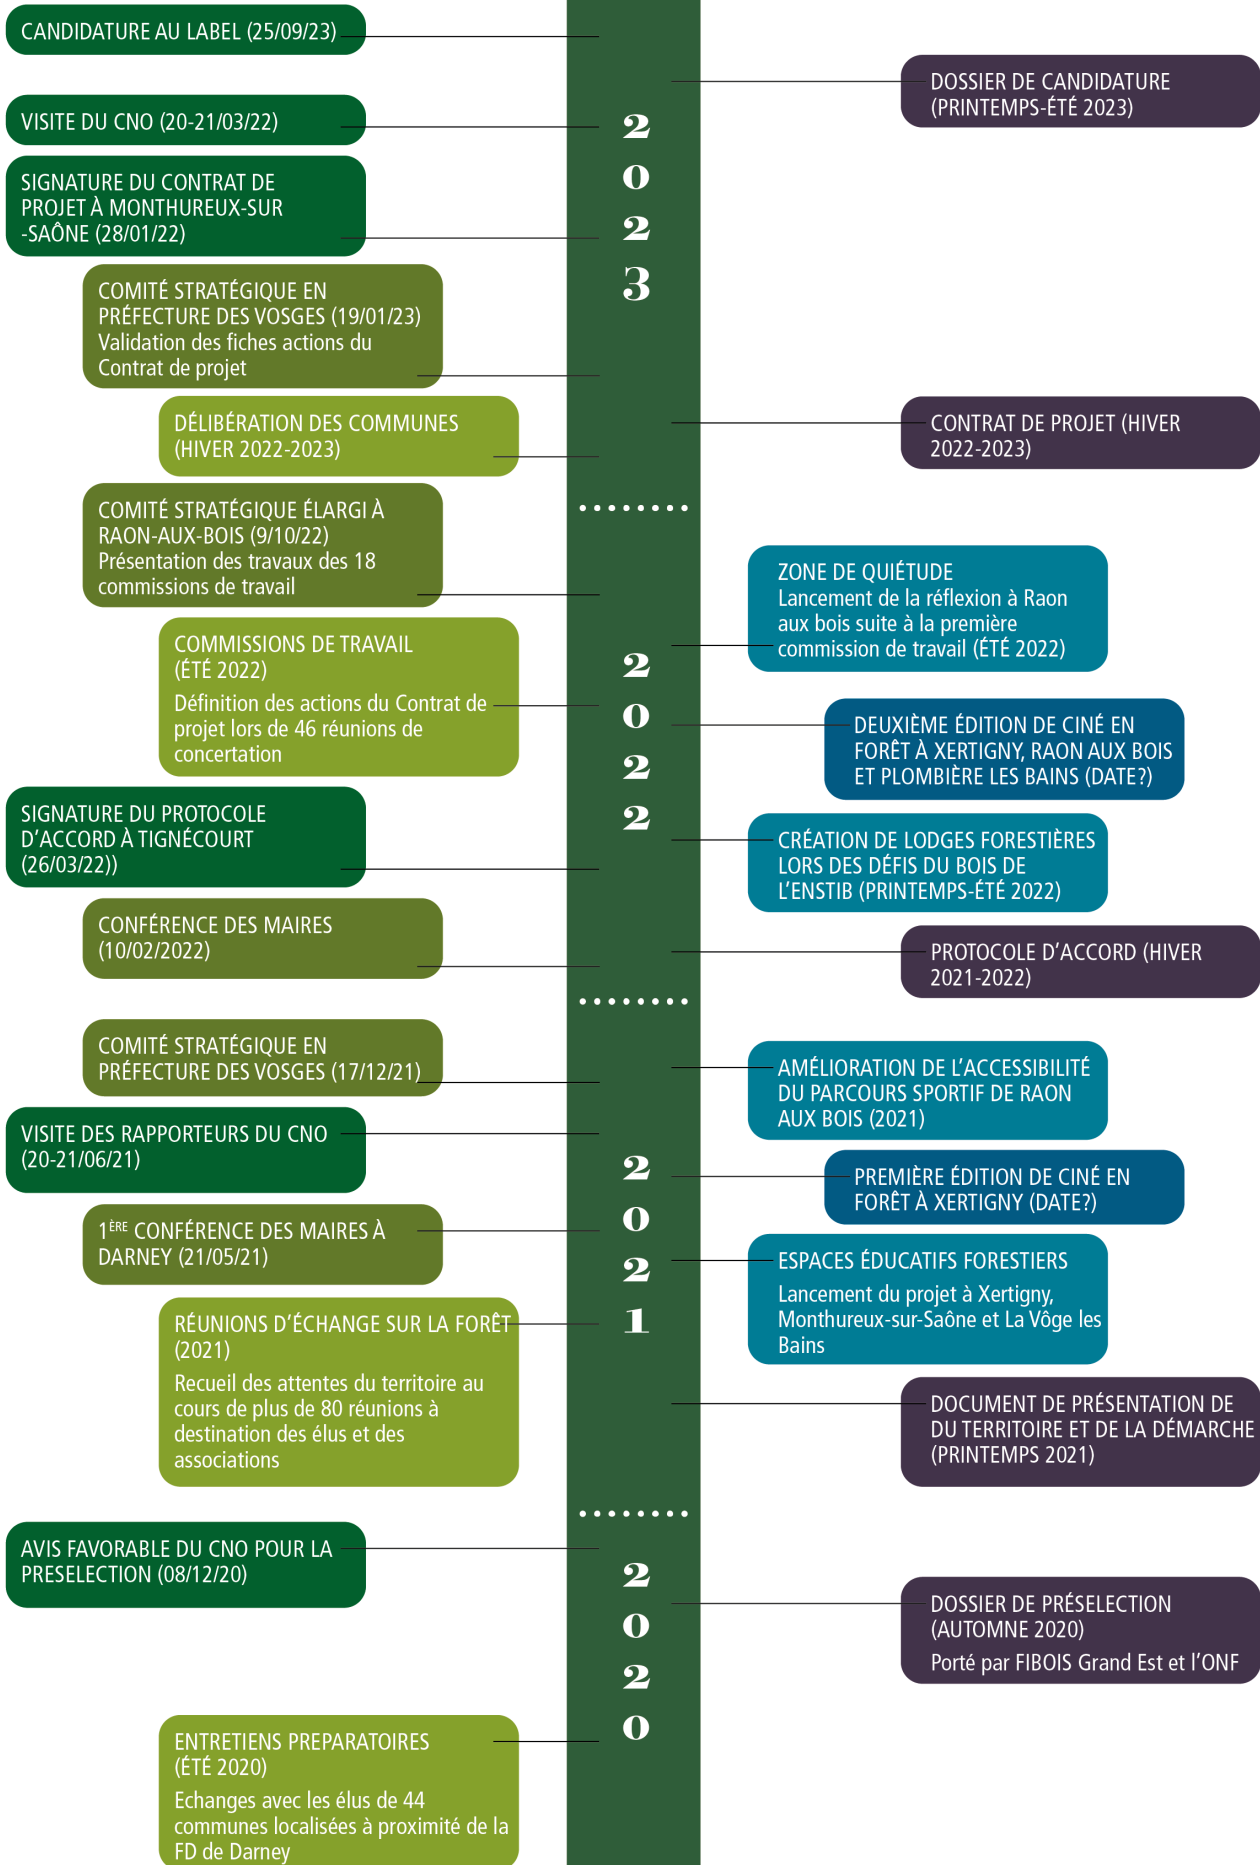 CANDIDATURE AU LABEL (25/09/23)
DOSSIER DE CANDIDATURE
(PRINTEMPS-ÉTÉ 2023)
VISITE DU CNO (20-21/03/22)
SIGNATURE DU CONTRAT DE
PROJET À MONTHUREUX-SUR
-SAÔNE (28/01/22)
2
0
2
3
COMITÉ STRATÉGIQUE EN
PRÉFECTURE DES VOSGES (19/01/23)
Validation des fiches actions du
Contrat de projet
DÉLIBÉRATION DES COMMUNES
(HIVER 2022-2023)
CONTRAT DE PROJET (HIVER
2022-2023)
COMITÉ STRATÉGIQUE ÉLARGI À
RAON-AUX-BOIS (9/10/22)
Présentation des travaux des 18
commissions de travail
ZONE DE QUIÉTUDE
Lancement de la réflexion à Raon
aux bois suite à la première
commission de travail (ÉTÉ 2022)
COMMISSIONS DE TRAVAIL
(ÉTÉ 2022)
Définition des actions du Contrat de
projet lors de 46 réunions de
concertation
2
0
2
2
DEUXIÈME ÉDITION DE CINÉ EN
FORÊT À XERTIGNY, RAON AUX BOIS
ET PLOMBIÈRE LES BAINS (DATE?)
SIGNATURE DU PROTOCOLE
D’ACCORD À TIGNÉCOURT
(26/03/22))
CRÉATION DE LODGES FORESTIÈRES
LORS DES DÉFIS DU BOIS DE
L’ENSTIB (PRINTEMPS-ÉTÉ 2022)
CONFÉRENCE DES MAIRES
(10/02/2022)
PROTOCOLE D’ACCORD (HIVER
2021-2022)
COMITÉ STRATÉGIQUE EN
PRÉFECTURE DES VOSGES (17/12/21)
AMÉLIORATION DE L’ACCESSIBILITÉ
DU PARCOURS SPORTIF DE RAON
AUX BOIS (2021)
VISITE DES RAPPORTEURS DU CNO
(20-21/06/21)
2
0
2
1
PREMIÈRE ÉDITION DE CINÉ EN
FORÊT À XERTIGNY (DATE?)
1ÈRE CONFÉRENCE DES MAIRES À
DARNEY (21/05/21)
ESPACES ÉDUCATIFS FORESTIERS
Lancement du projet à Xertigny,
Monthureux-sur-Saône et La Vôge les
Bains
RÉUNIONS D’ÉCHANGE SUR LA FORÊT
(2021)
Recueil des attentes du territoire au
cours de plus de 80 réunions à
destination des élus et des
associations
DOCUMENT DE PRÉSENTATION DE
DU TERRITOIRE ET DE LA DÉMARCHE
(PRINTEMPS 2021)
AVIS FAVORABLE DU CNO POUR LA
PRESELECTION (08/12/20)
2
0
2
0
DOSSIER DE PRÉSELECTION
(AUTOMNE 2020)
Porté par FIBOIS Grand Est et l’ONF
ENTRETIENS PREPARATOIRES
(ÉTÉ 2020)
Echanges avec les élus de 44
communes localisées à proximité de la
FD de Darney